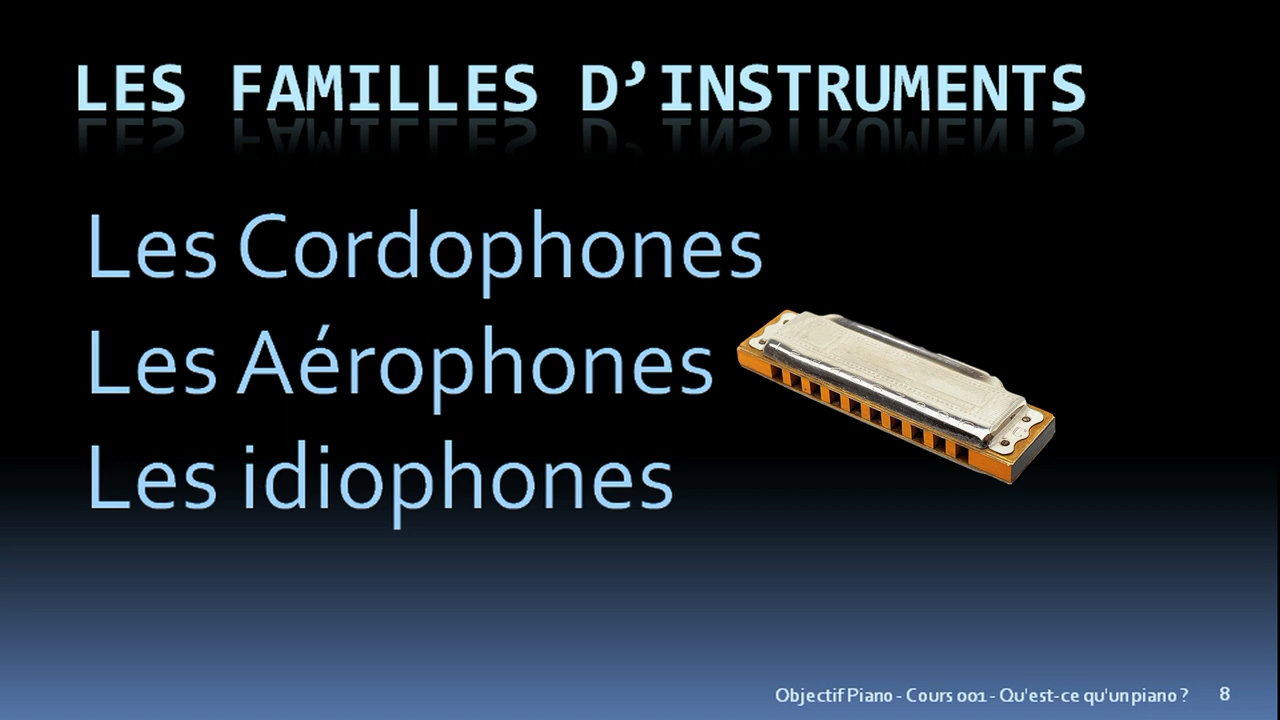 LES FAMILLES D’INSTRUMENTS
Les Cordophones
Les Aérophones
Les idiophones
Objectif Piano - Cours 001 - Qu'est-ce qu'un piano ? 8